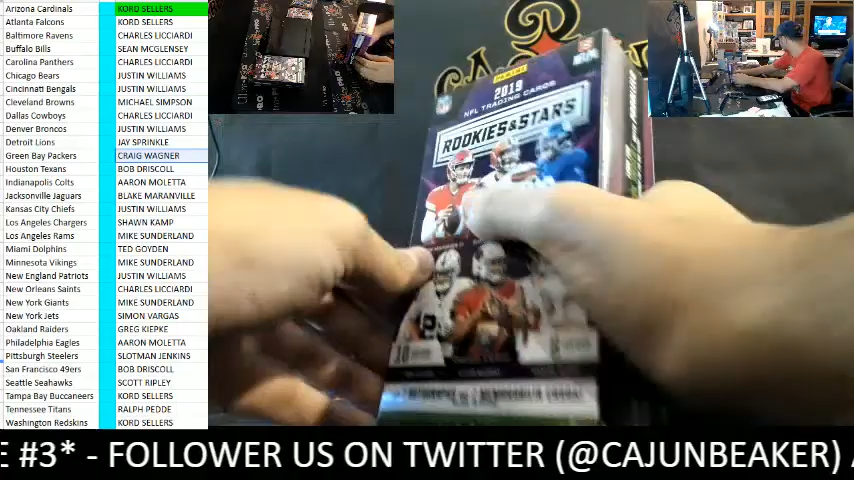 Arizona Cardinals KORD SELLERS
Atlanta Falcons KORD SELLERS
Baltimore Ravens CHARLES LICCIARDI
Buffalo Bills SEAN MCGLENSEY
Carolina Panthers CHARLES LICCIARDI
Chicago Bears JUSTIN WILLIAMS
Cincinnati Bengals JUSTIN WILLIAMS
Cleveland Browns MICHAEL SIMPSON
Dallas Cowboys CHARLES LICCIARDI
Denver Broncos JUSTIN WILLIAMS
Detroit Lions JAY SPRINKLE
Green Bay Packers CRAIG WAGNER
Houston Texans BOB DRISCOLL
Indianapolis Colts AARON MOLETTA
Jacksonville Jaguars BLAKE MARANVILLE
Kansas City Chiefs JUSTIN WILLIAMS
Los Angeles Chargers SHAWN KAMP
Los Angeles Rams MIKE SUNDERLAND
Miami Dolphins TED GOYDEN
Minnesota Vikings MIKE SUNDERLAND
New England Patriots JUSTIN WILLIAMS
New Orleans Saints CHARLES LICCIARDI
New York Giants MIKE SUNDERLAND
New York Jets SIMON VARGAS
Oakland Raiders GREG KIEPKE
Philadelphia Eagles AARON MOLETTA
Pittsburgh Steelers SLOTMAN JENKINS
San Francisco 49ers BOB DRISCOLL
Seattle Seahawks SCOTT RIPLEY
Tampa Bay Buccaneers KORD SELLERS
Tennessee Titans RALPH PEDDE
Washington Redskins KORD SELLERS
PANINI
2019
NFL TRADING CARDS
ROOKIES & STARS
E #3* - FOLLOWER US ON TWITTER (@CAJUNBEAKER)